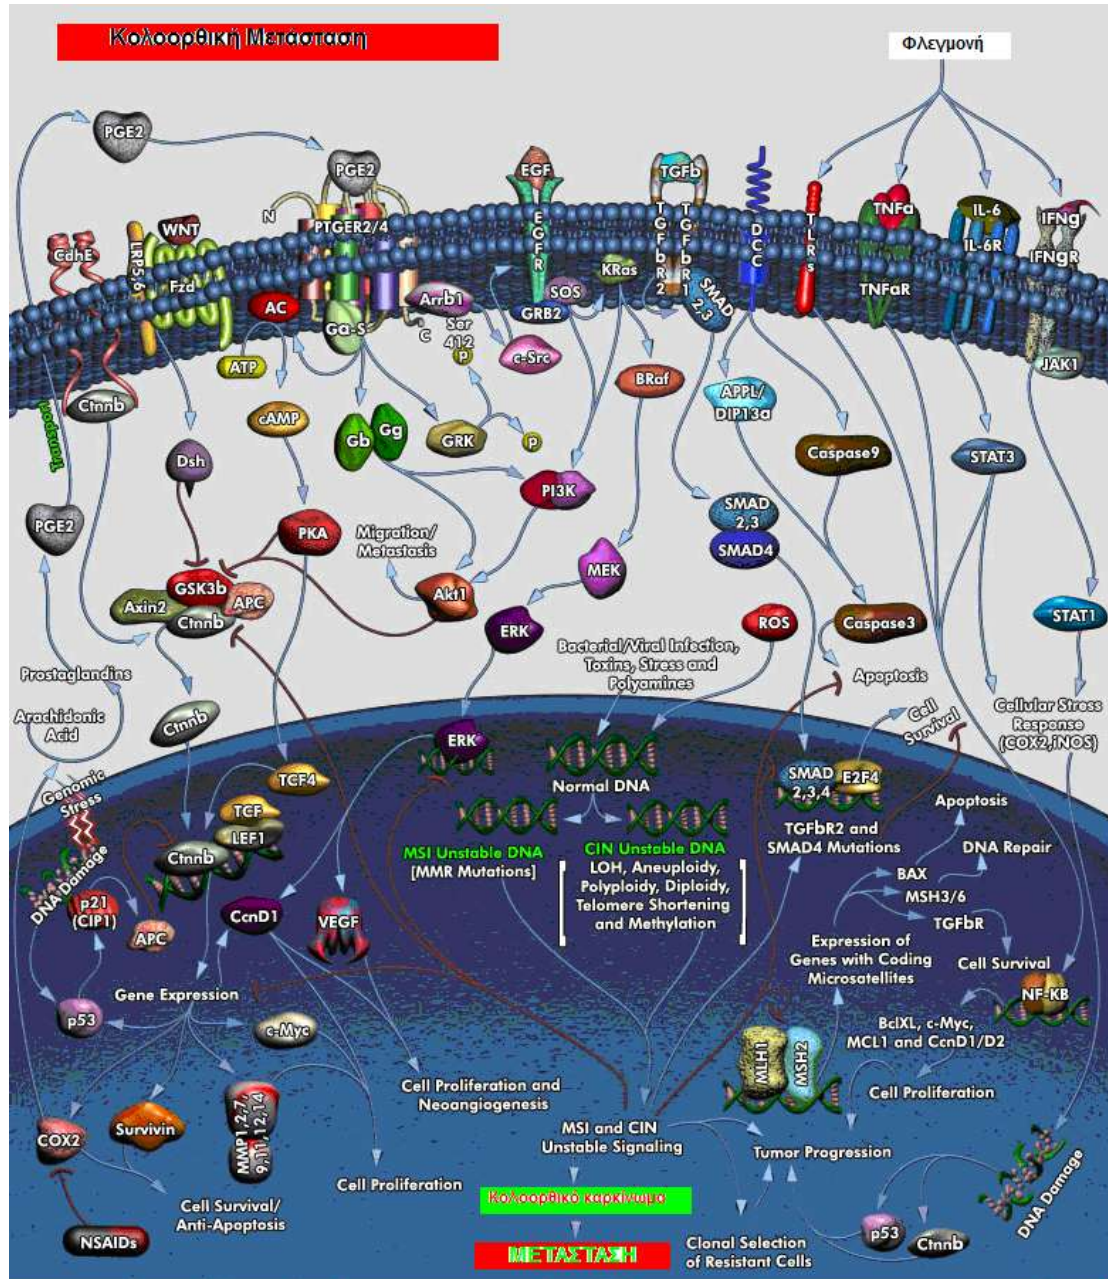 Κολοορθική Μετάσταση
Φλεγμονή
PGE2
PGE2
EGF
TGFb
N
PTGER2/4
EGFR
TGFbR2
TGFbR1
DCC
TLRs
TNFa
TNFaR
IL-6
IL-6R
IFNg
IFNgR
CdhE
LRP5,6
WNT
Fzd
KRas
SOS
GRB2
SMAD
2,3
AC
Ga-S
Arrb1
C
Ser
412
P
c-Src
JAK1
ATP
BRaf
APPL/
DIP13a
Ctnnb
Transport
cAMP
Gb
Gg
GRK
P
Caspase9
STAT3
Dsh
PI3K
PGE2
PKA
Migration/
Metastasis
SMAD
2,3
SMAD4
MEK
GSK3b
Axin2
APC
Ctnnb
Akt1
ERK
ROS
Caspase3
STAT1
Bacterial/Viral Infection,
Toxins, Stress and
Polyamines
Prostaglandins
Apoptosis
Arachidonic
Acid
Ctnnb
Cell
Survival
Cellular Stress
Response
(COX2,iNOS)
ERK
Genomic
Stress
TCF4
Normal DNA
SMAD
2,3,4
E2F4
TCF
LEF1
Ctnnb
MSI Unstable DNA
[MMR Mutations]
CIN Unstable DNA
LOH, Aneuploidy,
Polyploidy, Diploidy,
Telomere Shortening
and Methylation
TGFbR2 and
SMAD4 Mutations
Apoptosis
DNA Repair
BAX
MSH3/6
TGFbR
DNA Damage
p21
(CIP1)
APC
CcnD1
VEGF
Expression of
Genes with Coding
Microsatellites
Cell Survival
Gene Expression
NF-KB
p53
c-Myc
BclXL, c-Myc,
MCL1 and CcnD1/D2
MLH1
MSH2
Cell Proliferation and
Neoangiogenesis
Cell Proliferation
COX2
Survivin
MMP1,2,7,
9,11,12,14
MSI and CIN
Unstable Signaling
Tumor Progression
Cell Proliferation
Κολοορθικό καρκίνωμα
Cell Survival/
Anti-Apoptosis
NSAIDs
ΜΕΤΑΣΤΑΣΗ
Clonal Selection
of Resistant Cells
p53
Ctnnb
DNA Damage